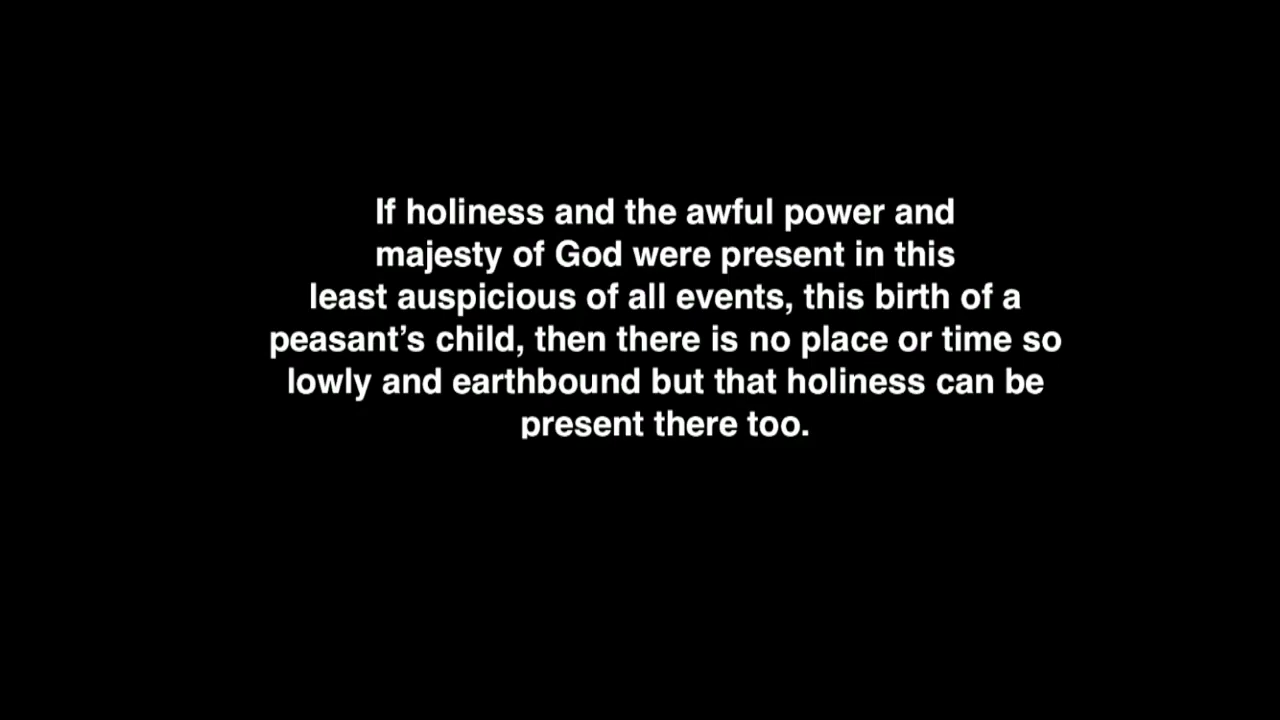 If holiness and the awful power and
majesty of God were present in this
least auspicious of all events, this birth of a
peasant’s child, then there is no place or time so
lowly and earthbound but that holiness can be
present there too.